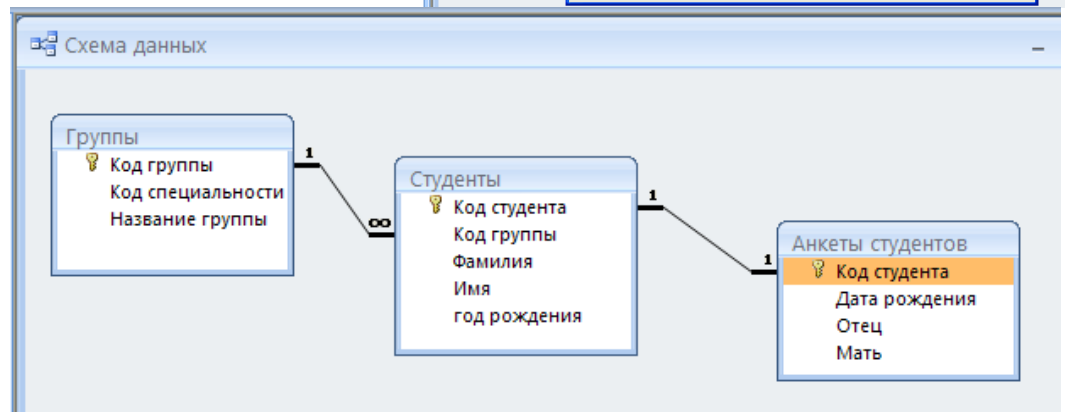 Схема данных
Группы
Код группы
Код специальности
Название группы
1
∞
Студенты
Код студента
Код группы
Фамилия
Имя
год рождения
1
1
Анкеты студентов
Код студента
Дата рождения
Отец
Мать